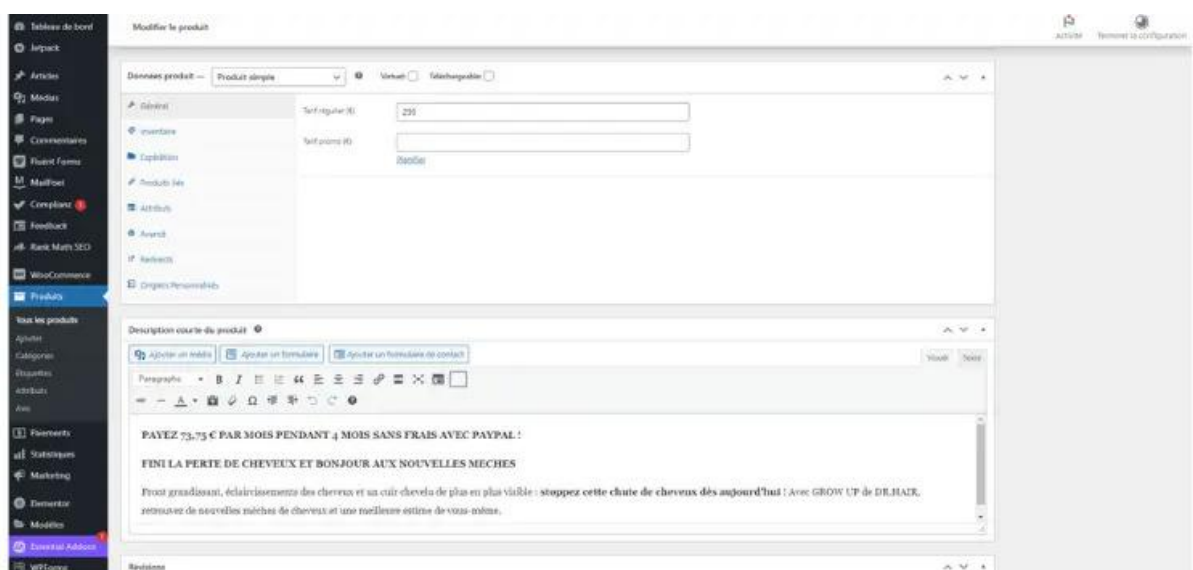 Tableau de bord
Modifier le produit
Activité
Terminer la configuration
Jetpack
Articles
Médias
Pages
Commentaires
Fluent Forms
MailPoet
Complianz 1
Feedback
Rank Math SEO
WooCommerce
Produits
Tous les produits
Ajouter
Catégories
Étiquettes
Attributs
Avis
Paiements
Statistiques
Marketing
Elementor
Modèles
Essential Addons
WPForms
Données produit — Produit simple
Virtuel
Téléchargeable
Général
Inventaire
Expédition
Produits liés
Attributs
Avancé
Redirects
Onglets Personnalisés
Tarif régulier (€)
Tarif promo (€)
Planifier
Description courte du produit
Ajouter un média
Ajouter un formulaire
Ajouter un formulaire de contact
Visuel
Texte
Paragraphe
PAYEZ 73,75 € PAR MOIS PENDANT 4 MOIS SANS FRAIS AVEC PAYPAL !
FINI LA PERTE DE CHEVEUX ET BONJOUR AUX NOUVELLES MECHES
Front grandissant, éclaircissements des cheveux et un cuir chevelu de plus en plus visible : stoppez cette chute de cheveux dès aujourd'hui ! Avec GROW UP de DR.HAIR,
retrouvez de nouvelles mèches de cheveux et une meilleure estime de vous-même.
Révisions